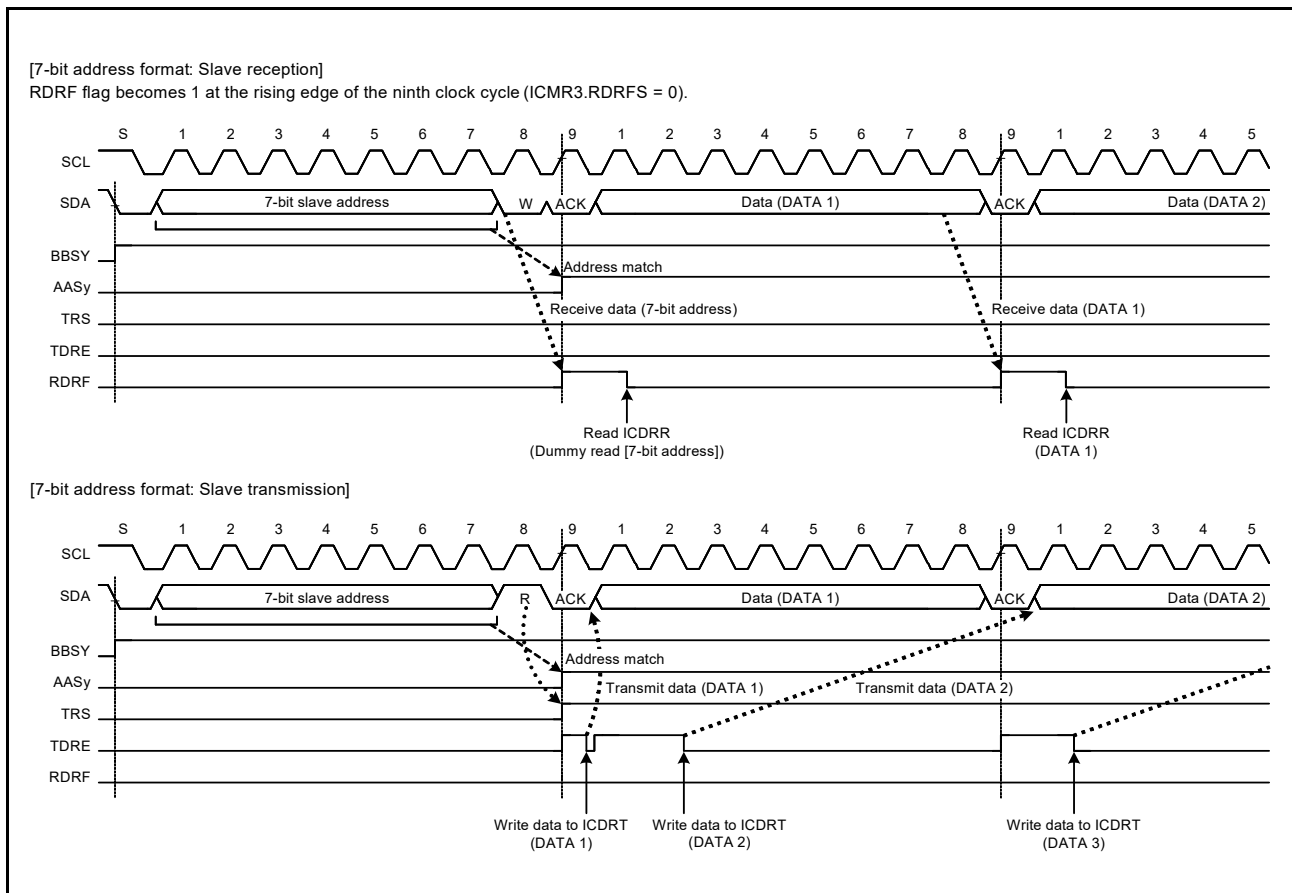 [7-bit address format: Slave reception]
RDRF flag becomes 1 at the rising edge of the ninth clock cycle (ICMR3.RDRFS = 0).
S 1 2 3 4 5 6 7 8 9 1 2 3 4 5 6 7 8 9 1 2 3 4 5
SCL
SDA 7-bit slave address W ACK Data (DATA 1) ACK Data (DATA 2)
BBSY
Address match
AASy
Receive data (7-bit address) Receive data (DATA 1)
TRS
TDRE
RDRF
Read ICDRR Read ICDRR
(Dummy read [7-bit address]) (DATA 1)
[7-bit address format: Slave transmission]
S 1 2 3 4 5 6 7 8 9 1 2 3 4 5 6 7 8 9 1 2 3 4 5
SCL
SDA 7-bit slave address R ACK Data (DATA 1) ACK Data (DATA 2)
BBSY
Address match
AASy
Transmit data (DATA 1) Transmit data (DATA 2)
TRS
TDRE
RDRF
Write data to ICDRT Write data to ICDRT Write data to ICDRT
(DATA 1) (DATA 2) (DATA 3)